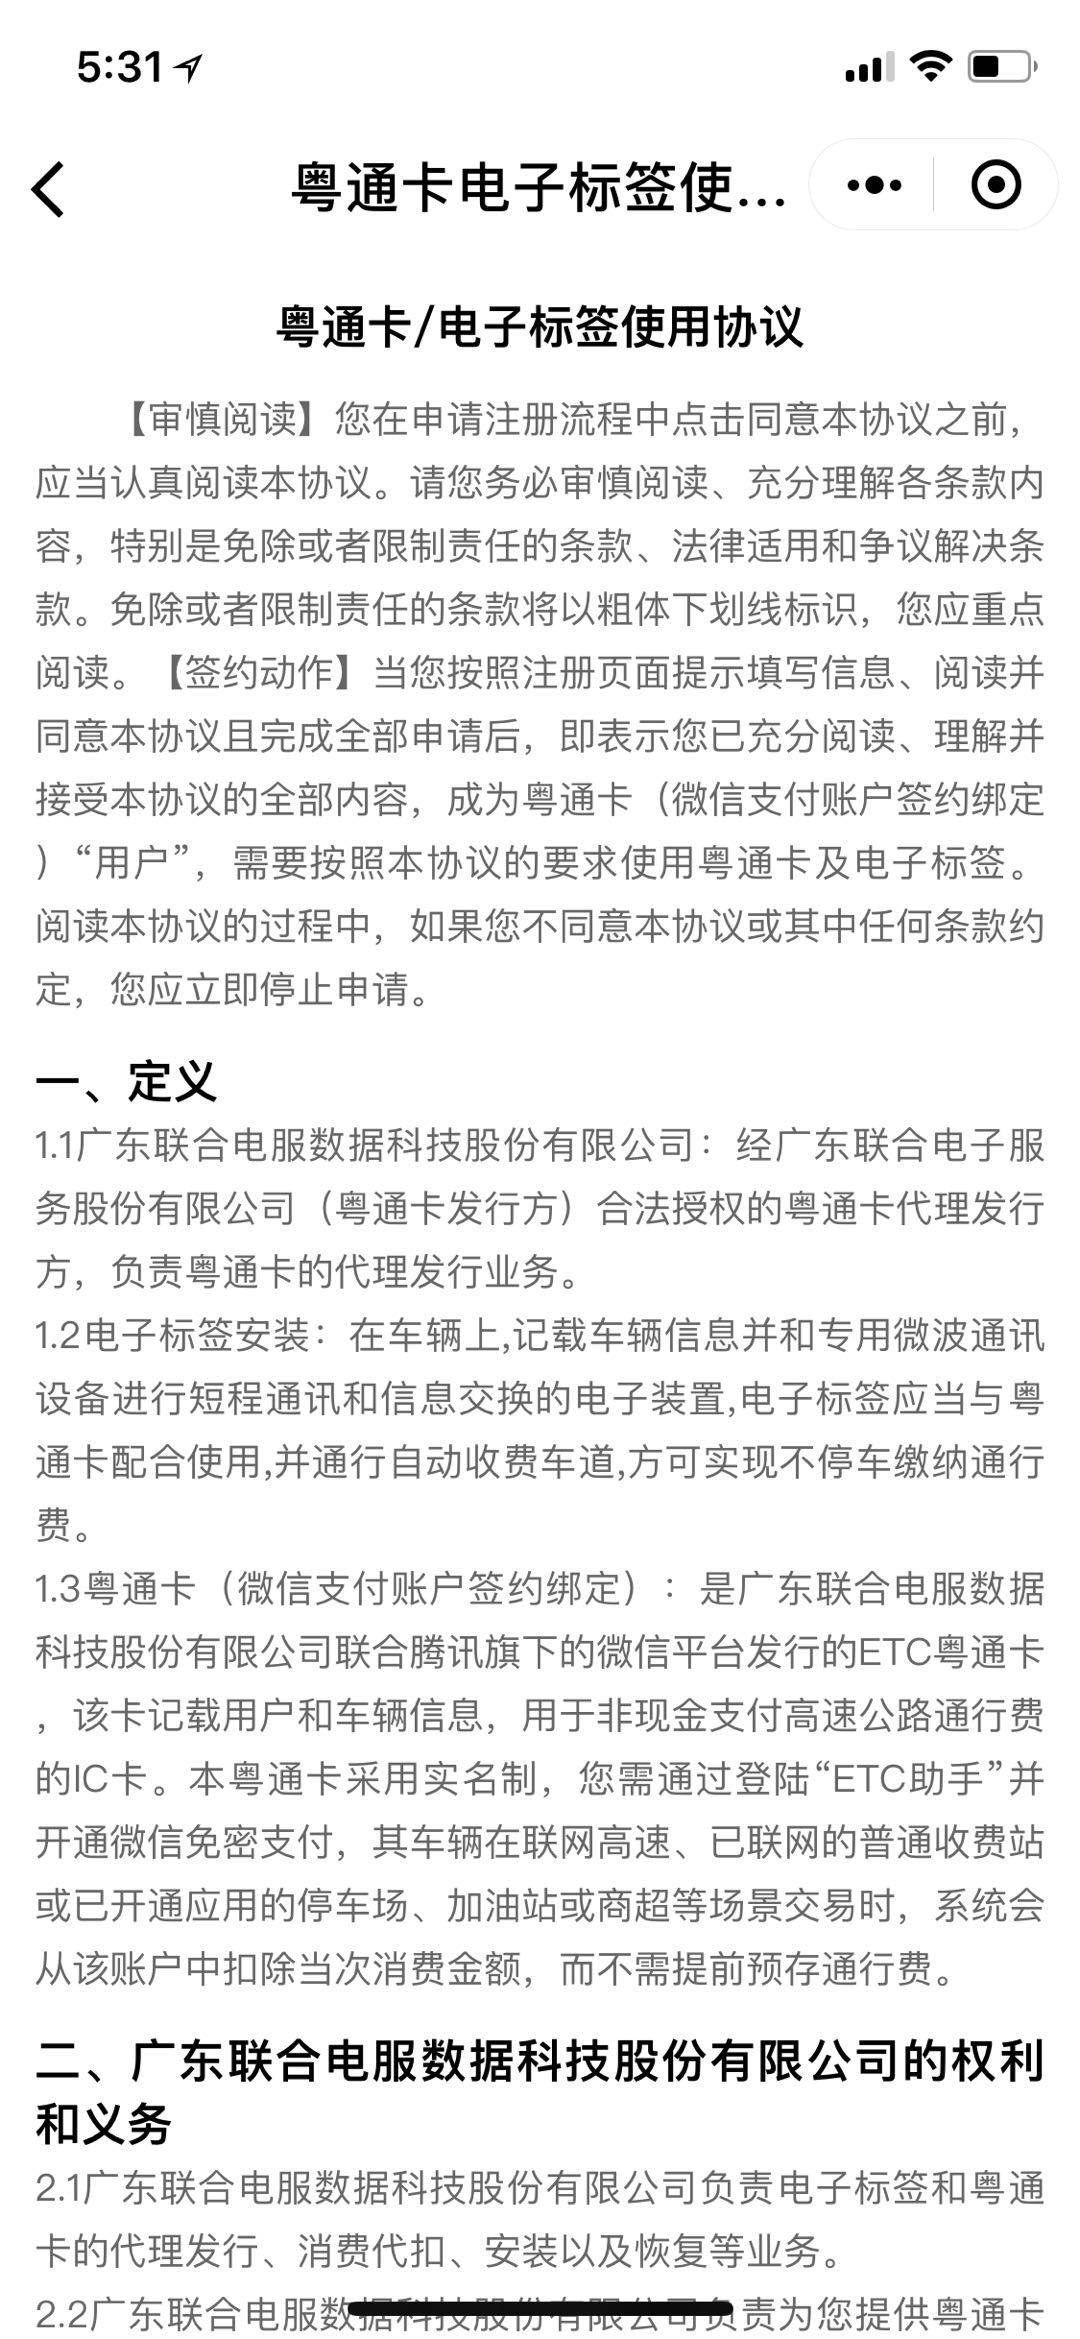 5:31
粤通卡电子标签使...
粤通卡/电子标签使用协议
【审慎阅读】您在申请注册流程中点击同意本协议之前，
应当认真阅读本协议。请您务必审慎阅读、充分理解各条款内
容，特别是免除或者限制责任的条款、法律适用和争议解决条
款。免除或者限制责任的条款将以粗体下划线标识，您应重点
阅读。【签约动作】当您按照注册页面提示填写信息、阅读并
同意本协议且完成全部申请后，即表示您已充分阅读、理解并
接受本协议的全部内容，成为粤通卡（微信支付账户签约绑定
）“用户”，需要按照本协议的要求使用粤通卡及电子标签。
阅读本协议的过程中，如果您不同意本协议或其中任何条款约
定，您应立即停止申请。
一、定义
1.1广东联合电服数据科技股份有限公司：经广东联合电子服
务股份有限公司（粤通卡发行方）合法授权的粤通卡代理发行
方，负责粤通卡的代理发行业务。
1.2电子标签安装：在车辆上,记载车辆信息并和专用微波通讯
设备进行短程通讯和信息交换的电子装置,电子标签应当与粤
通卡配合使用,并通行自动收费车道,方可实现不停车缴纳通行
费。
1.3粤通卡（微信支付账户签约绑定）：是广东联合电服数据
科技股份有限公司联合腾讯旗下的微信平台发行的ETC粤通卡
，该卡记载用户和车辆信息，用于非现金支付高速公路通行费
的IC卡。本粤通卡采用实名制，您需通过登陆“ETC助手”并
开通微信免密支付，其车辆在联网高速、已联网的普通收费站
或已开通应用的停车场、加油站或商超等场景交易时，系统会
从该账户中扣除当次消费金额，而不需提前预存通行费。
二、广东联合电服数据科技股份有限公司的权利
和义务
2.1广东联合电服数据科技股份有限公司负责电子标签和粤通
卡的代理发行、消费代扣、安装以及恢复等业务。
2.2广东联合电服数据科技股份有限公司负责为您提供粤通卡